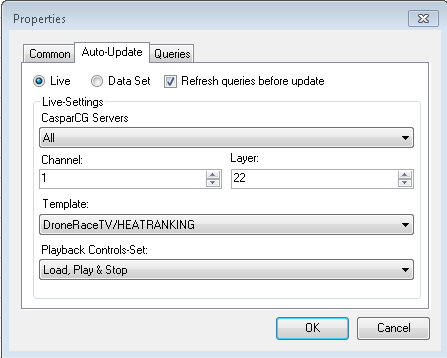 Properties
Common Auto-Update Queries
Live Data Set Refresh queries before update
Live-Settings
CasparCG Servers
All
Channel: Layer:
1 22
Template:
DroneRaceTV/HEATRANKING
Playback Controls-Set:
Load, Play & Stop
OK Cancel